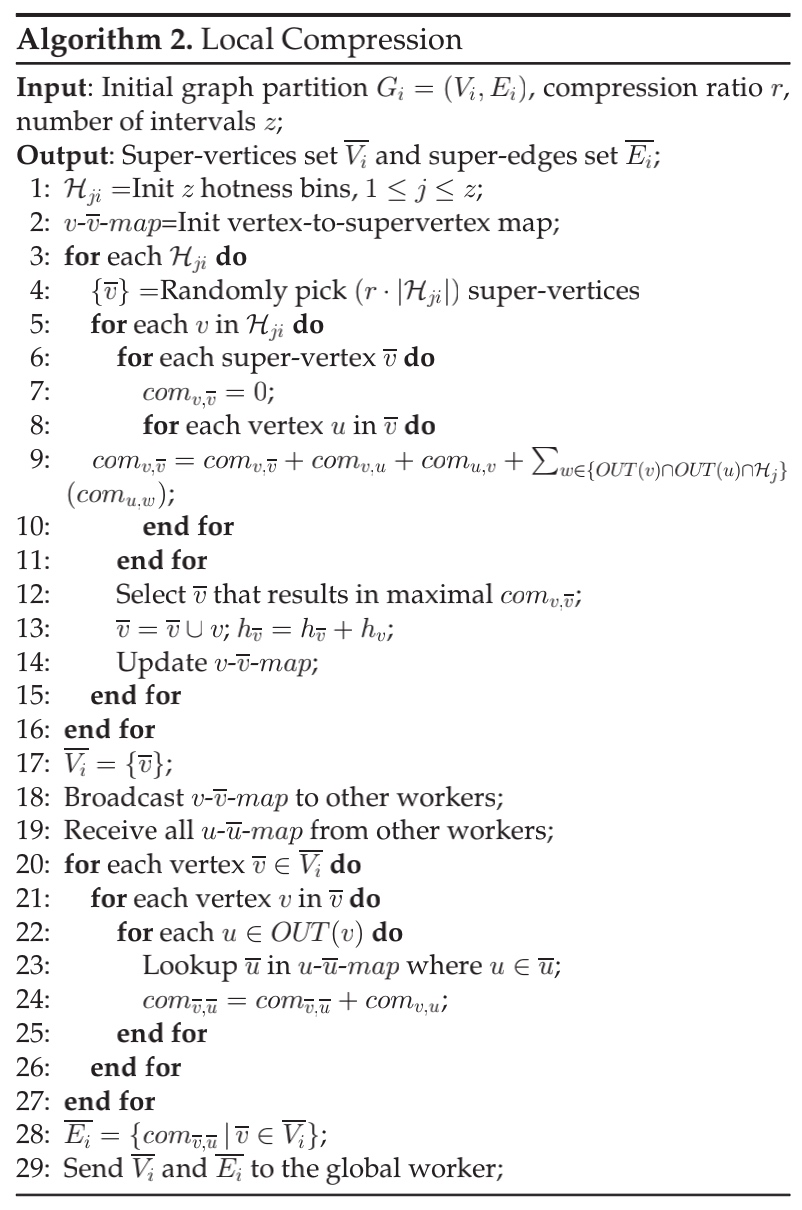 Algorithm 2. Local Compression
Input: Initial graph partition $G_i = (V_i, E_i)$, compression ratio $r$,
number of intervals $z$;
Output: Super-vertices set $\overline{V_i}$ and super-edges set $\overline{E_i}$;
1: $\mathcal{H}_{ji}$ =Init $z$ hotness bins, $1 \leq j \leq z$;
2: $v$-$\overline{v}$-$map$=Init vertex-to-supervertex map;
3: for each $\mathcal{H}_{ji}$ do
4: $\{\overline{v}\}$ =Randomly pick $(r \cdot |\mathcal{H}_{ji}|)$ super-vertices
5: for each $v$ in $\mathcal{H}_{ji}$ do
6: for each super-vertex $\overline{v}$ do
7: $com_{v,\overline{v}} = 0$;
8: for each vertex $u$ in $\overline{v}$ do
9: $com_{v,\overline{v}} = com_{v,\overline{v}} + com_{v,u} + com_{u,v} + \sum_{w \in \{OUT(v) \cap OUT(u) \cap \mathcal{H}_j\}}$
$(com_{u,w})$;
10: end for
11: end for
12: Select $\overline{v}$ that results in maximal $com_{v,\overline{v}}$;
13: $\overline{v} = \overline{v} \cup v$; $h_{\overline{v}} = h_{\overline{v}} + h_v$;
14: Update $v$-$\overline{v}$-$map$;
15: end for
16: end for
17: $\overline{V_i} = \{\overline{v}\}$;
18: Broadcast $v$-$\overline{v}$-$map$ to other workers;
19: Receive all $u$-$\overline{u}$-$map$ from other workers;
20: for each vertex $\overline{v} \in \overline{V_i}$ do
21: for each vertex $v$ in $\overline{v}$ do
22: for each $u \in OUT(v)$ do
23: Lookup $\overline{u}$ in $u$-$\overline{u}$-$map$ where $u \in \overline{u}$;
24: $com_{\overline{v},\overline{u}} = com_{\overline{v},\overline{u}} + com_{v,u}$;
25: end for
26: end for
27: end for
28: $\overline{E_i} = \{com_{\overline{v},\overline{u}} \mid \overline{v} \in \overline{V_i}\}$;
29: Send $\overline{V_i}$ and $\overline{E_i}$ to the global worker;